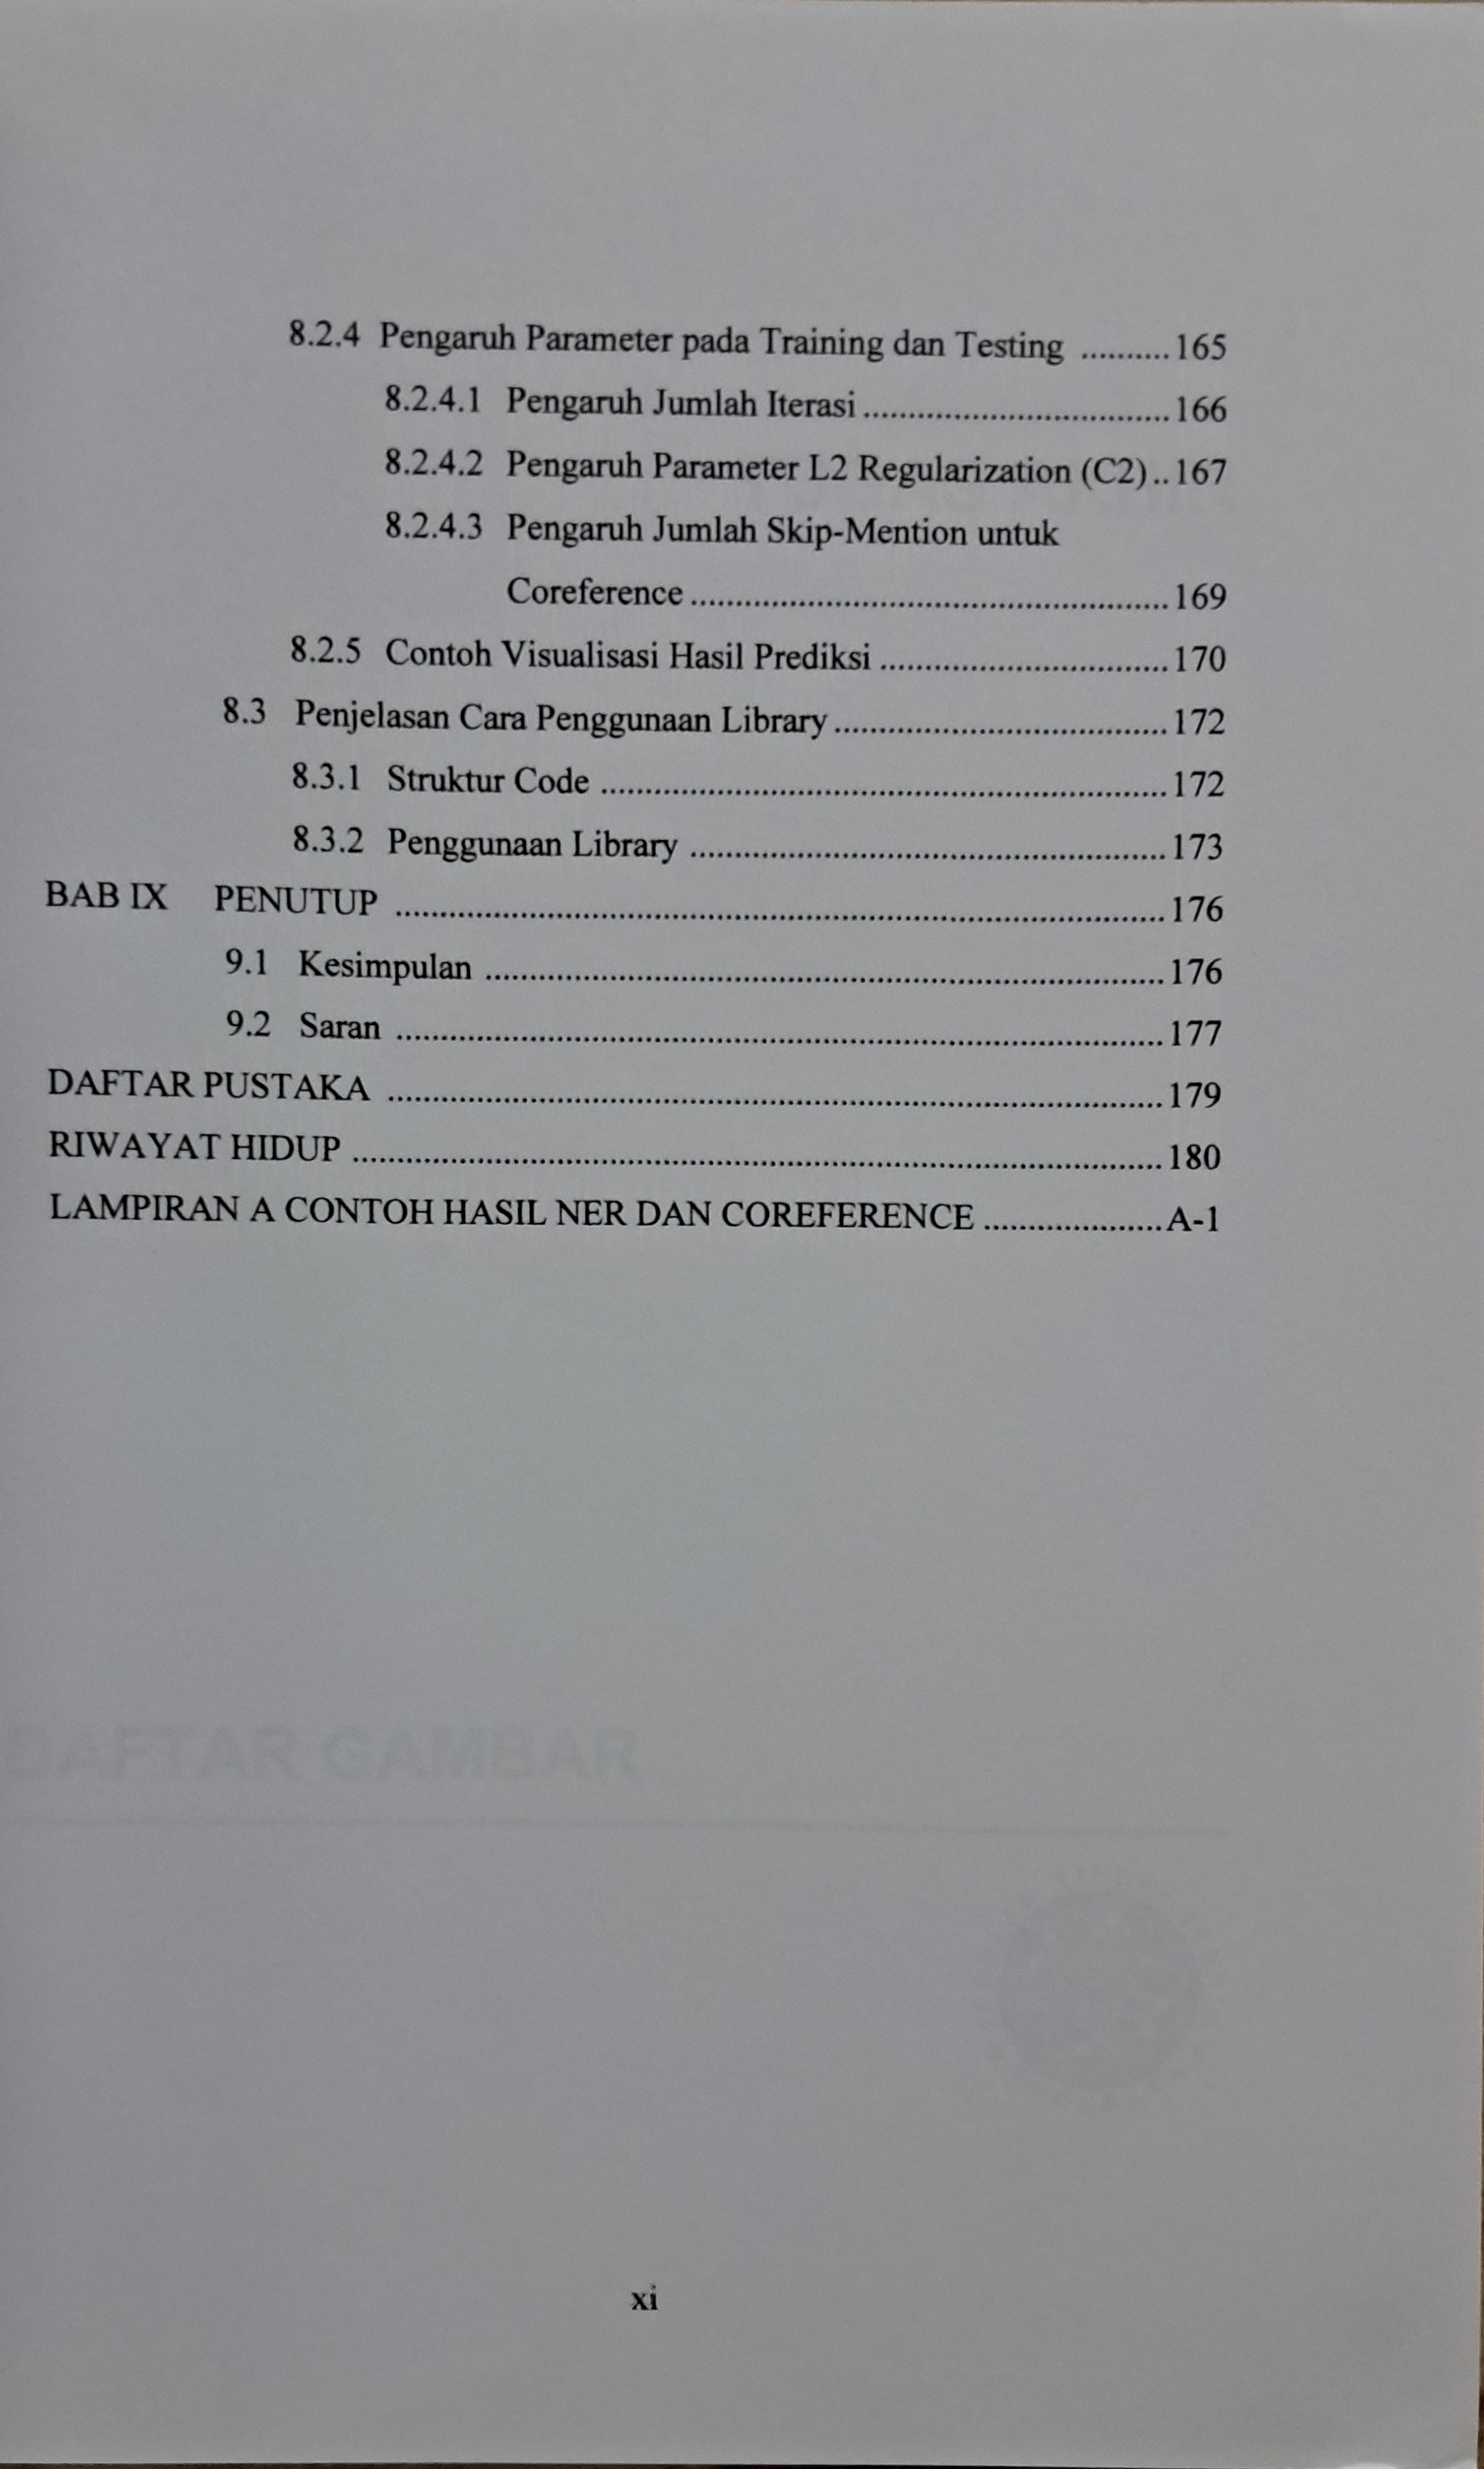 8.2.4 Pengaruh Parameter pada Training dan Testing ..........165
8.2.4.1 Pengaruh Jumlah Iterasi..................................166
8.2.4.2 Pengaruh Parameter L2 Regularization (C2)..167
8.2.4.3 Pengaruh Jumlah Skip-Mention untuk
Coreference.....................................................169
8.2.5 Contoh Visualisasi Hasil Prediksi................................170
8.3 Penjelasan Cara Penggunaan Library.....................................172
8.3.1 Struktur Code ...............................................................172
8.3.2 Penggunaan Library .....................................................173
BAB IX PENUTUP ......................................................................................176
9.1 Kesimpulan ...........................................................................176
9.2 Saran .....................................................................................177
DAFTAR PUSTAKA ......................................................................................179
RIWAYAT HIDUP ..........................................................................................180
LAMPIRAN A CONTOH HASIL NER DAN COREFERENCE....................A-1
DAFTAR GAMBAR
xi